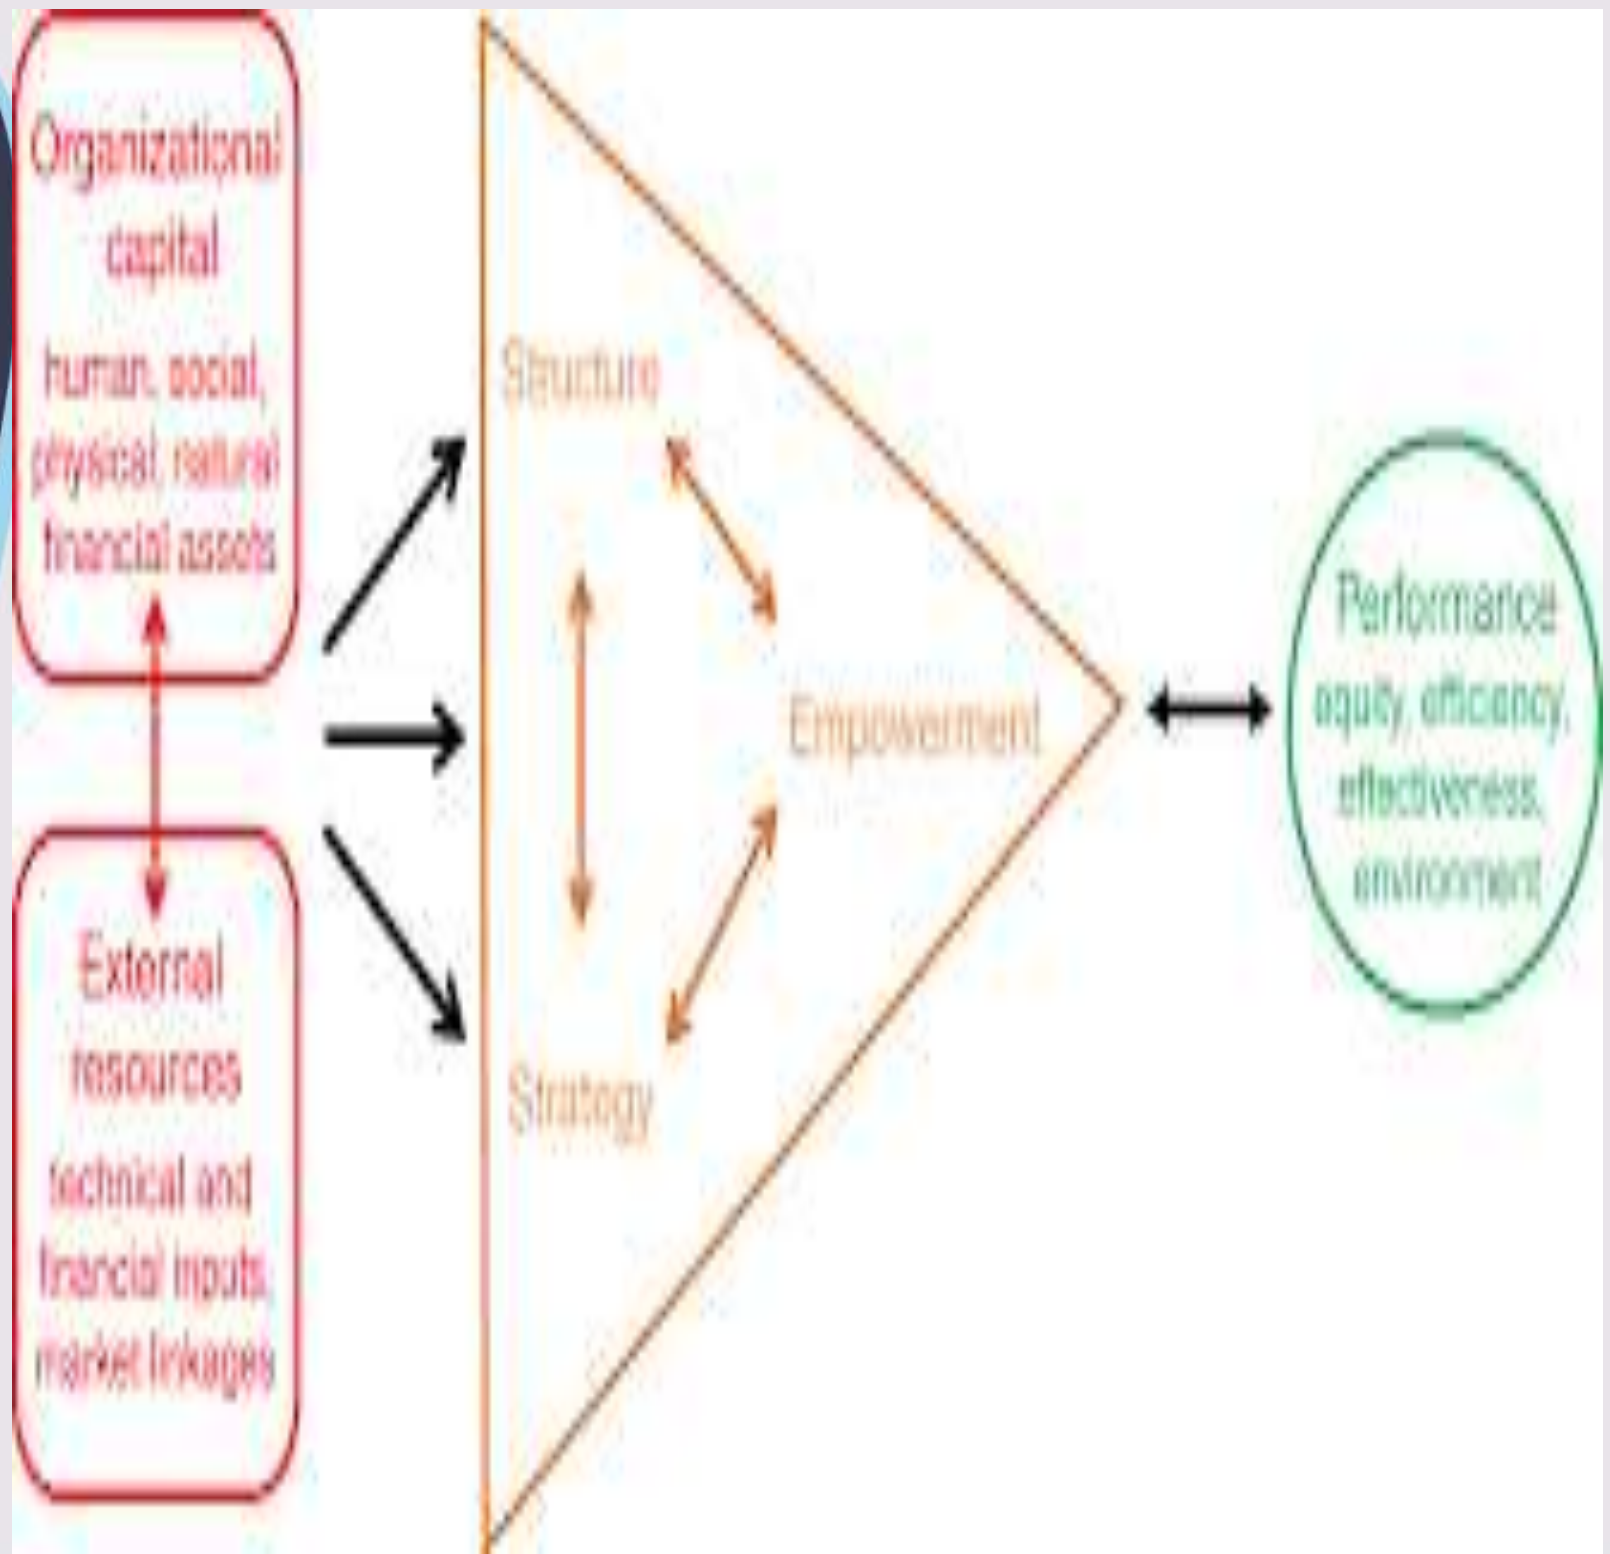 Organizational
capital
human, social,
physical, natural
financial assets
External
resources
technical and
financial inputs,
market linkages
Structure
Empowerment
Strategy
Performance
equity, efficiency,
effectiveness,
environment